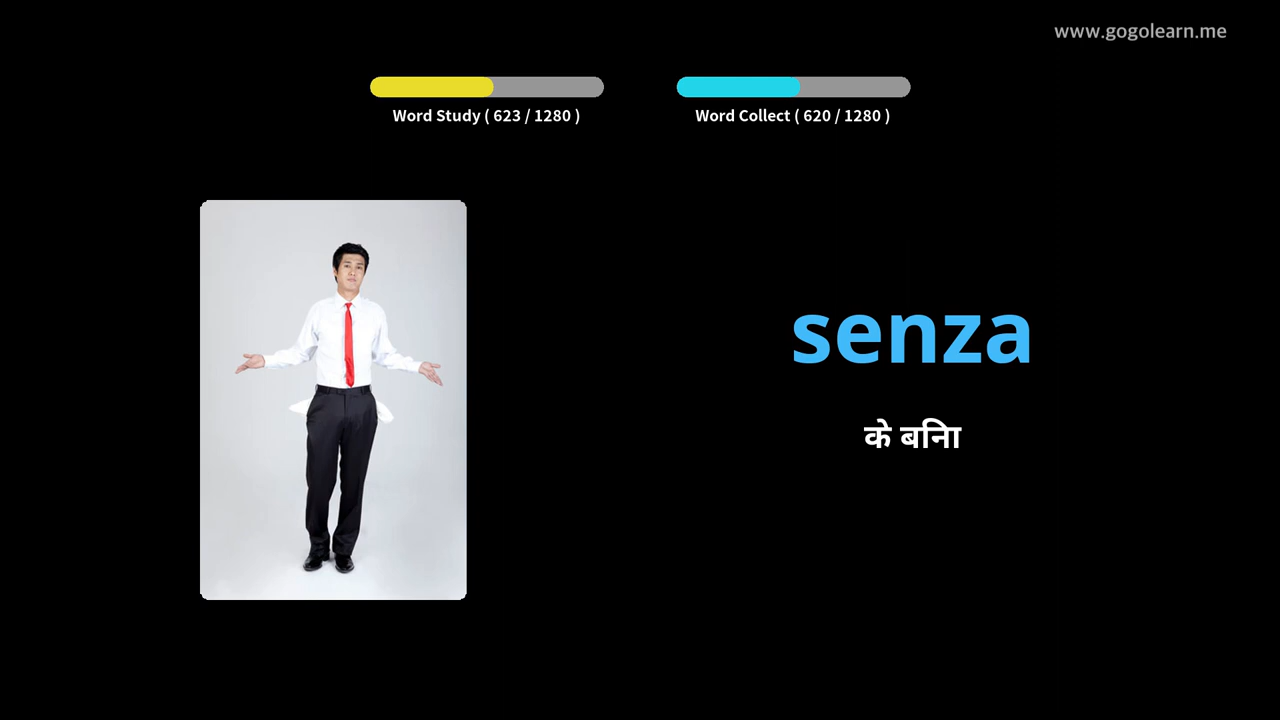 www.gogolearn.me
Word Study ( 623 / 1280 )
Word Collect ( 620 / 1280 )
senza
के बिना